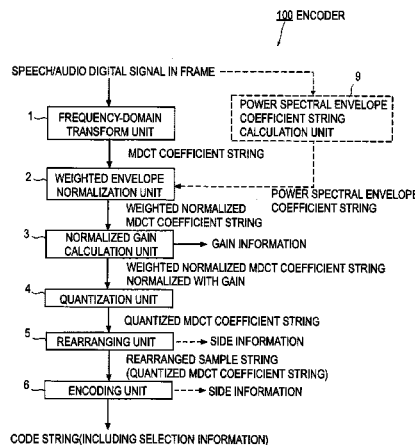 100 ENCODER
SPEECH/AUDIO DIGITAL SIGNAL IN FRAME
9
1
FREQUENCY-DOMAIN
TRANSFORM UNIT
POWER SPECTRAL ENVELOPE
COEFFICIENT STRING
CALCULATION UNIT
MDCT COEFFICIENT STRING
2
WEIGHTED ENVELOPE
NORMALIZATION UNIT
POWER SPECTRAL ENVELOPE
COEFFICIENT STRING
WEIGHTED NORMALIZED
MDCT COEFFICIENT STRING
3
NORMALIZED GAIN
CALCULATION UNIT
GAIN INFORMATION
WEIGHTED NORMALIZED MDCT COEFFICIENT STRING
NORMALIZED WITH GAIN
4
QUANTIZATION UNIT
QUANTIZED MDCT COEFFICIENT STRING
5
REARRANGING UNIT
SIDE INFORMATION
REARRANGED SAMPLE STRING
(QUANTIZED MDCT COEFFICIENT STRING)
6
ENCODING UNIT
SIDE INFORMATION
CODE STRING(INCLUDING SELECTION INFORMATION)